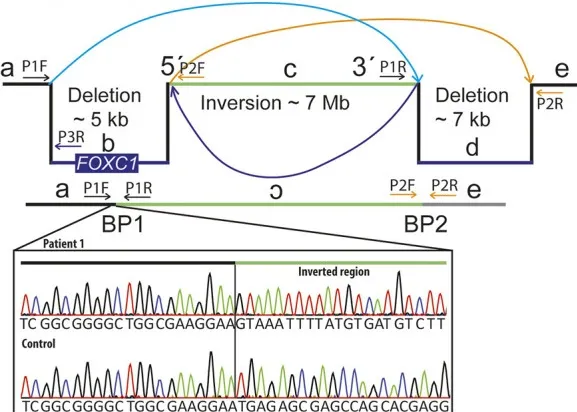 a P1F 5´ P2F c 3´ P1R e
Deletion ~ 5 kb
Inversion ~ 7 Mb
Deletion ~ 7 kb
P2R
P3R b d
FOXC1
a P1F P1R c P2F P2R e
BP1 BP2
Patient 1
Inverted region
TCGGCGGGGCTGGCGAAGGAAGTAAATTTTATGTGATGTCTT
Control
TCGGCGGGGCTGGCGAAGGAATGAGAGCGAGCCAGCACGAGG